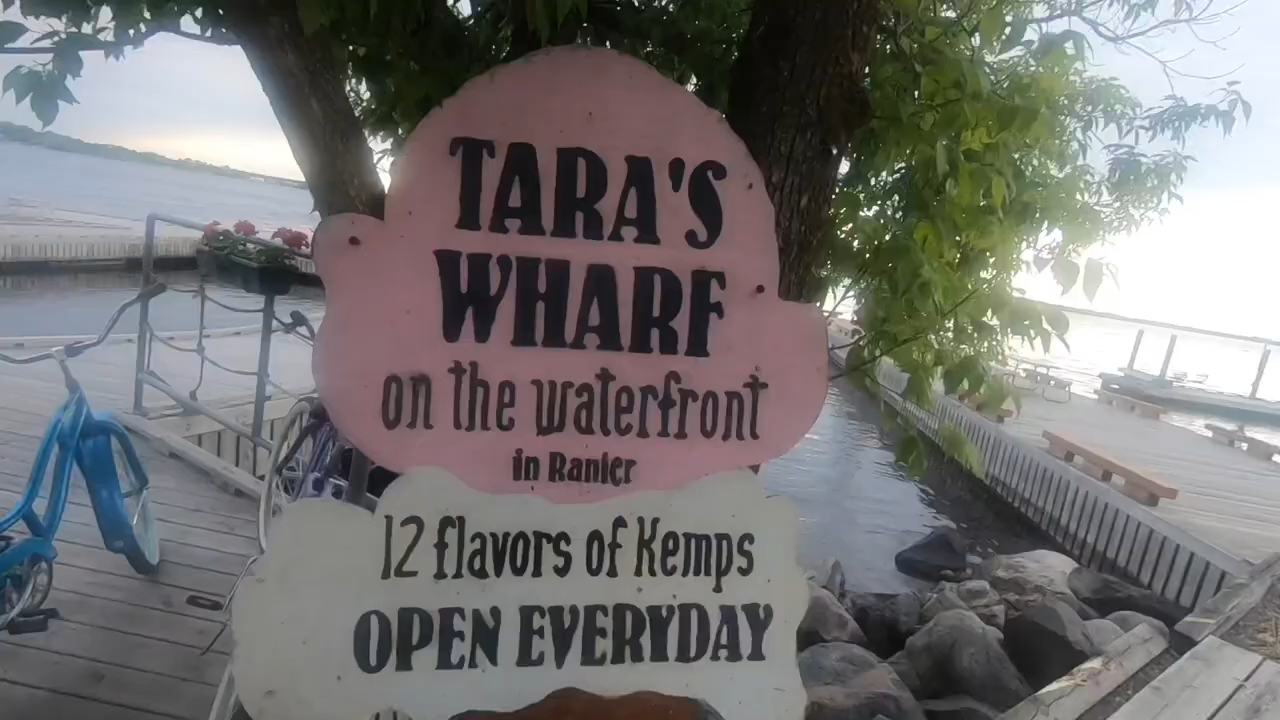 TARA'S
WHARF
on the waterfront
in Ranier
12 flavors of Kemps
OPEN EVERYDAY